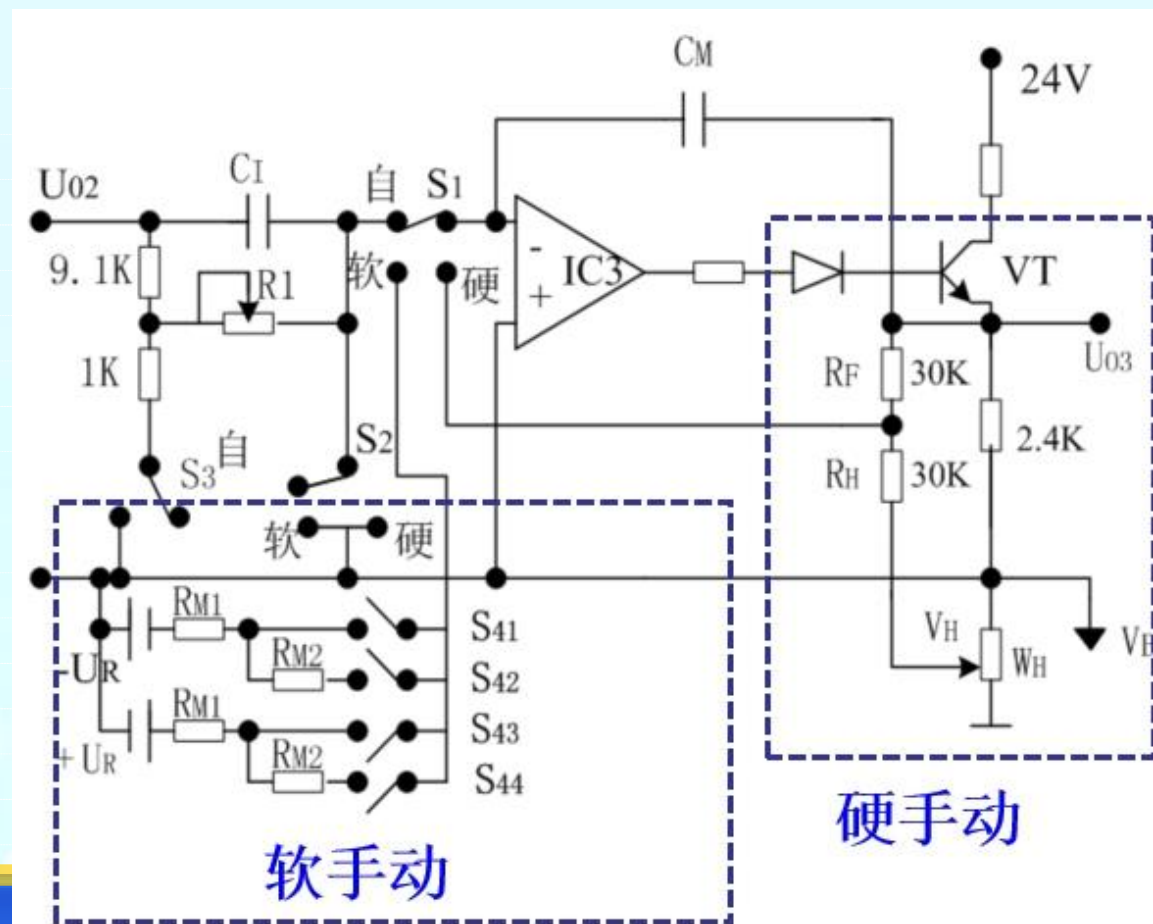 CM
24V
U02
CI
自
S1
9.1K
R1
软
硬
-
+
IC3
VT
1K
RF
30K
U03
S3
自
S2
RH
30K
2.4K
软
硬
RM1
S41
VH
-UR
RM2
S42
WH
RM1
S43
+UR
RM2
S44
硬手动
软手动